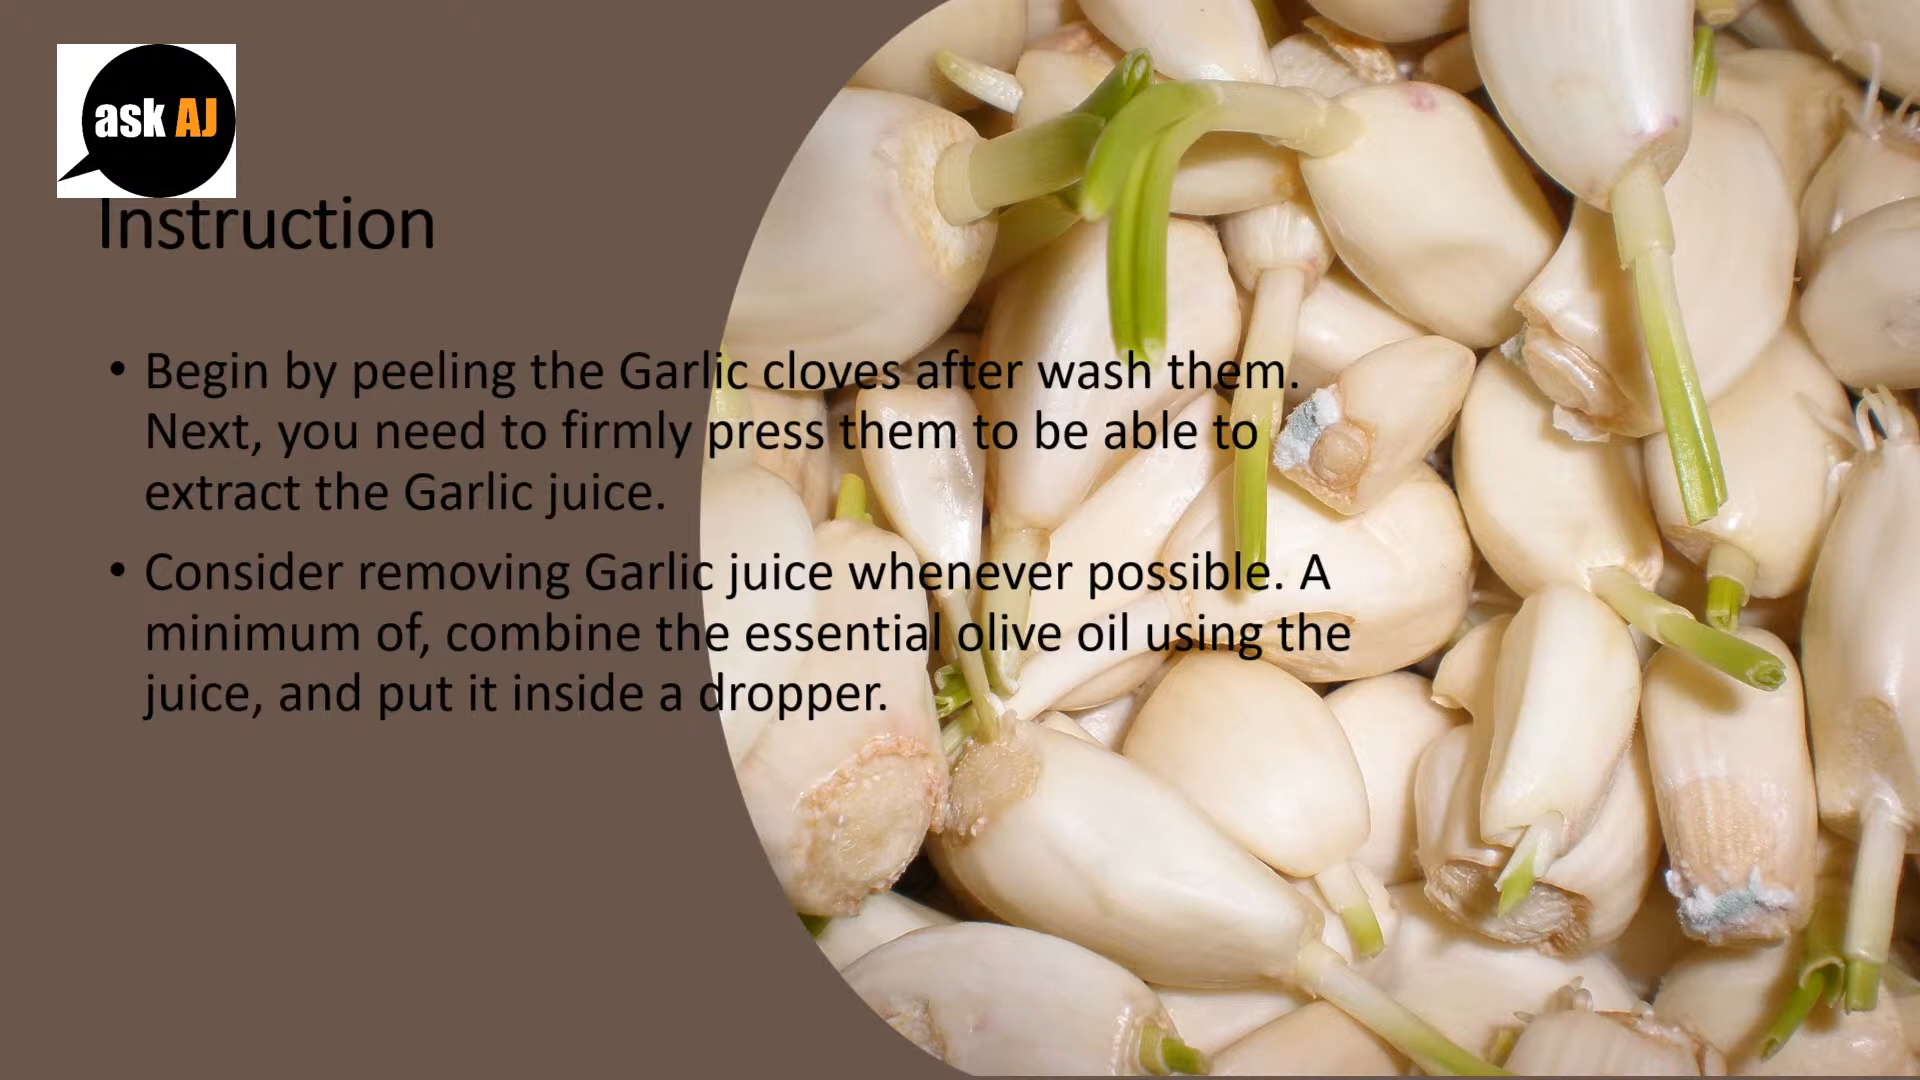 ask AJ
Instruction
• Begin by peeling the Garlic cloves after wash them.
Next, you need to firmly press them to be able to
extract the Garlic juice.
• Consider removing Garlic juice whenever possible. A
minimum of, combine the essential olive oil using the
juice, and put it inside a dropper.